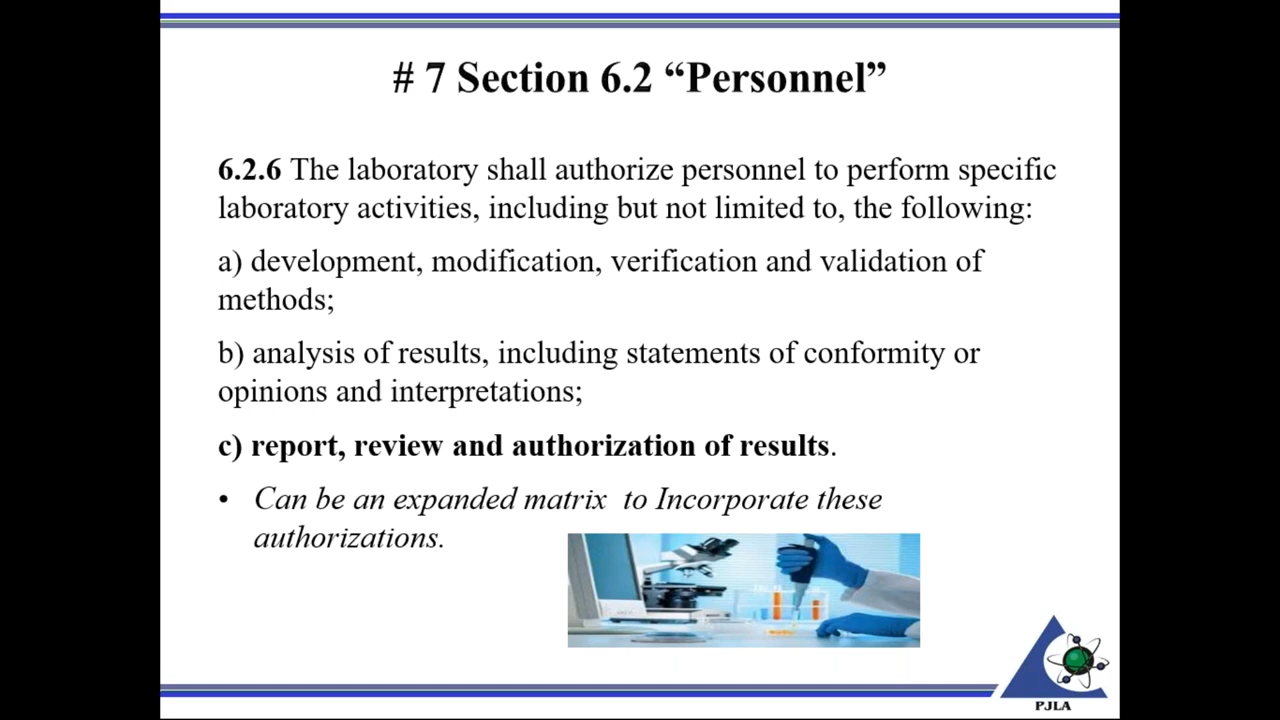 # 7 Section 6.2 “Personnel”
6.2.6 The laboratory shall authorize personnel to perform specific
laboratory activities, including but not limited to, the following:
a) development, modification, verification and validation of
methods;
b) analysis of results, including statements of conformity or
opinions and interpretations;
c) report, review and authorization of results.
• Can be an expanded matrix  to Incorporate these
authorizations.
PJLA